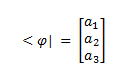 < φ| = [a₁
a₂
a₃]